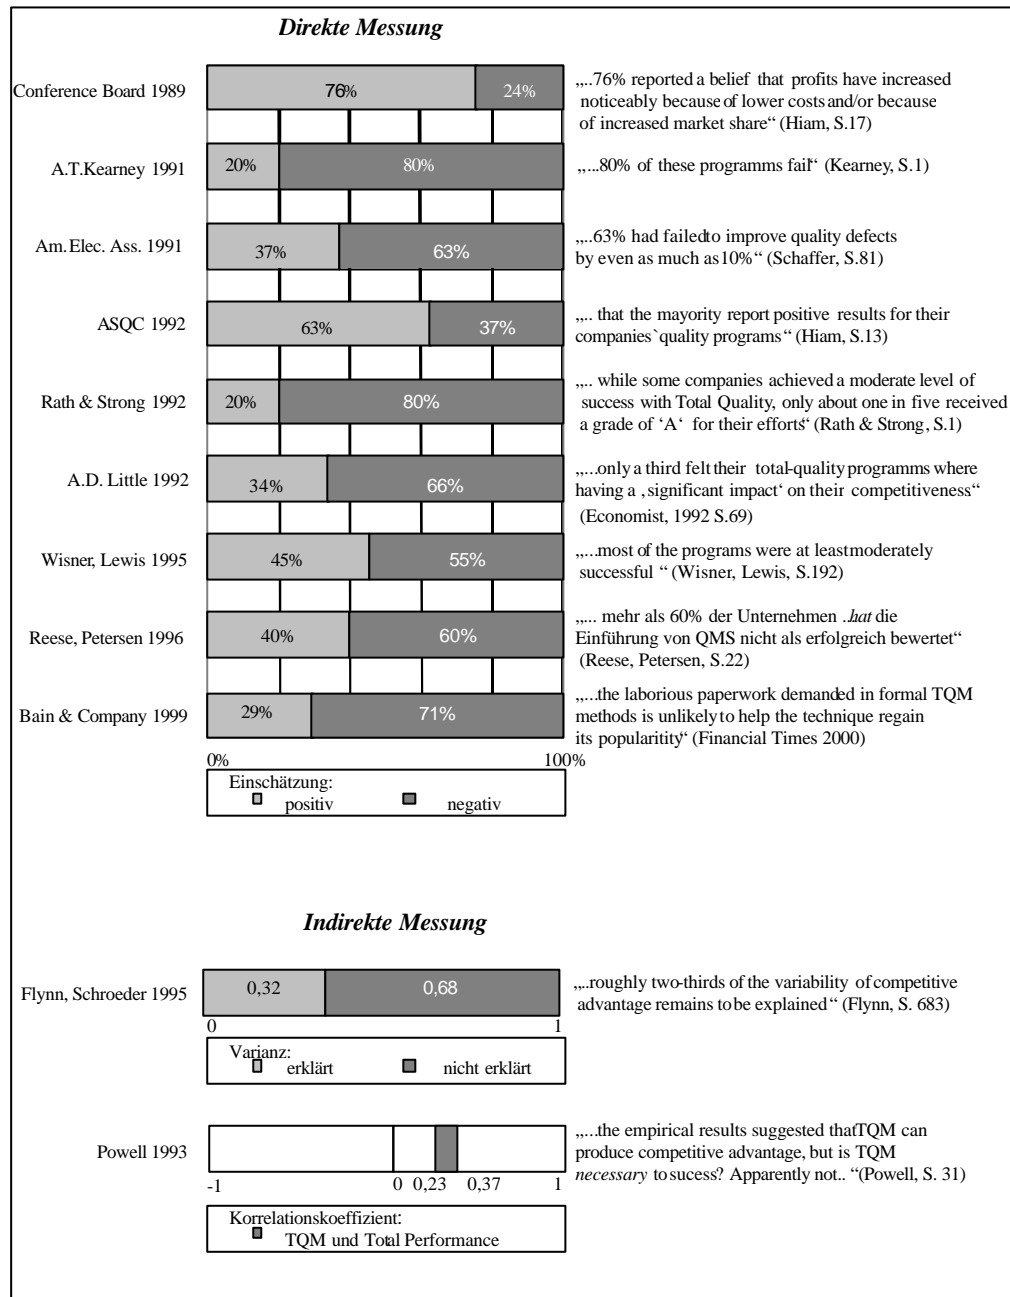 Direkte Messung
Conference Board 1989
76%
24%
„...76% reported a belief that profits have increased
noticeably because of lower costs and/or because
of increased market share“ (Hiam, S.17)
A.T.Kearney 1991
20%
80%
„...80% of these programms fail“ (Kearney, S.1)
Am. Elec. Ass. 1991
37%
63%
„..63% had failed to improve quality defects
by even as much as 10%“ (Schaffer, S.81)
ASQC 1992
63%
37%
„.. that the mayority report positive results for their
companies`quality programs“ (Hiam, S.13)
Rath & Strong 1992
20%
80%
„.. while some companies achieved a moderate level of
success with Total Quality, only about one in five received
a grade of ‘A‘ for their efforts“ (Rath & Strong, S.1)
A.D. Little 1992
34%
66%
„...only a third felt their total-quality programms where
having a ‚significant impact‘ on their competitiveness“
(Economist, 1992 S.69)
Wisner, Lewis 1995
45%
55%
„...most of the programs were at least moderately
successful “ (Wisner, Lewis, S.192)
Reese, Petersen 1996
40%
60%
„... mehr als 60% der Unternehmen ..hat die
Einführung von QMS nicht als erfolgreich bewertet“
(Reese, Petersen, S.22)
Bain & Company 1999
29%
71%
„...the laborious paperwork demanded in formal TQM
methods is unlikely to help the technique regain
its popularitity“ (Financial Times 2000)
0%
100%
Einschätzung:
positiv
negativ
Indirekte Messung
Flynn, Schroeder 1995
0,32
0,68
„..roughly two-thirds of the variability of competitive
advantage remains to be explained“ (Flynn, S. 683)
0
1
Varianz:
erklärt
nicht erklärt
Powell 1993
„...the empirical results suggested that TQM can
produce competitive advantage, but is TQM
necessary to sucess? Apparently not.. “(Powell, S. 31)
-1
0
0,23
0,37
1
Korrelationskoeffizient:
TQM und Total Performance